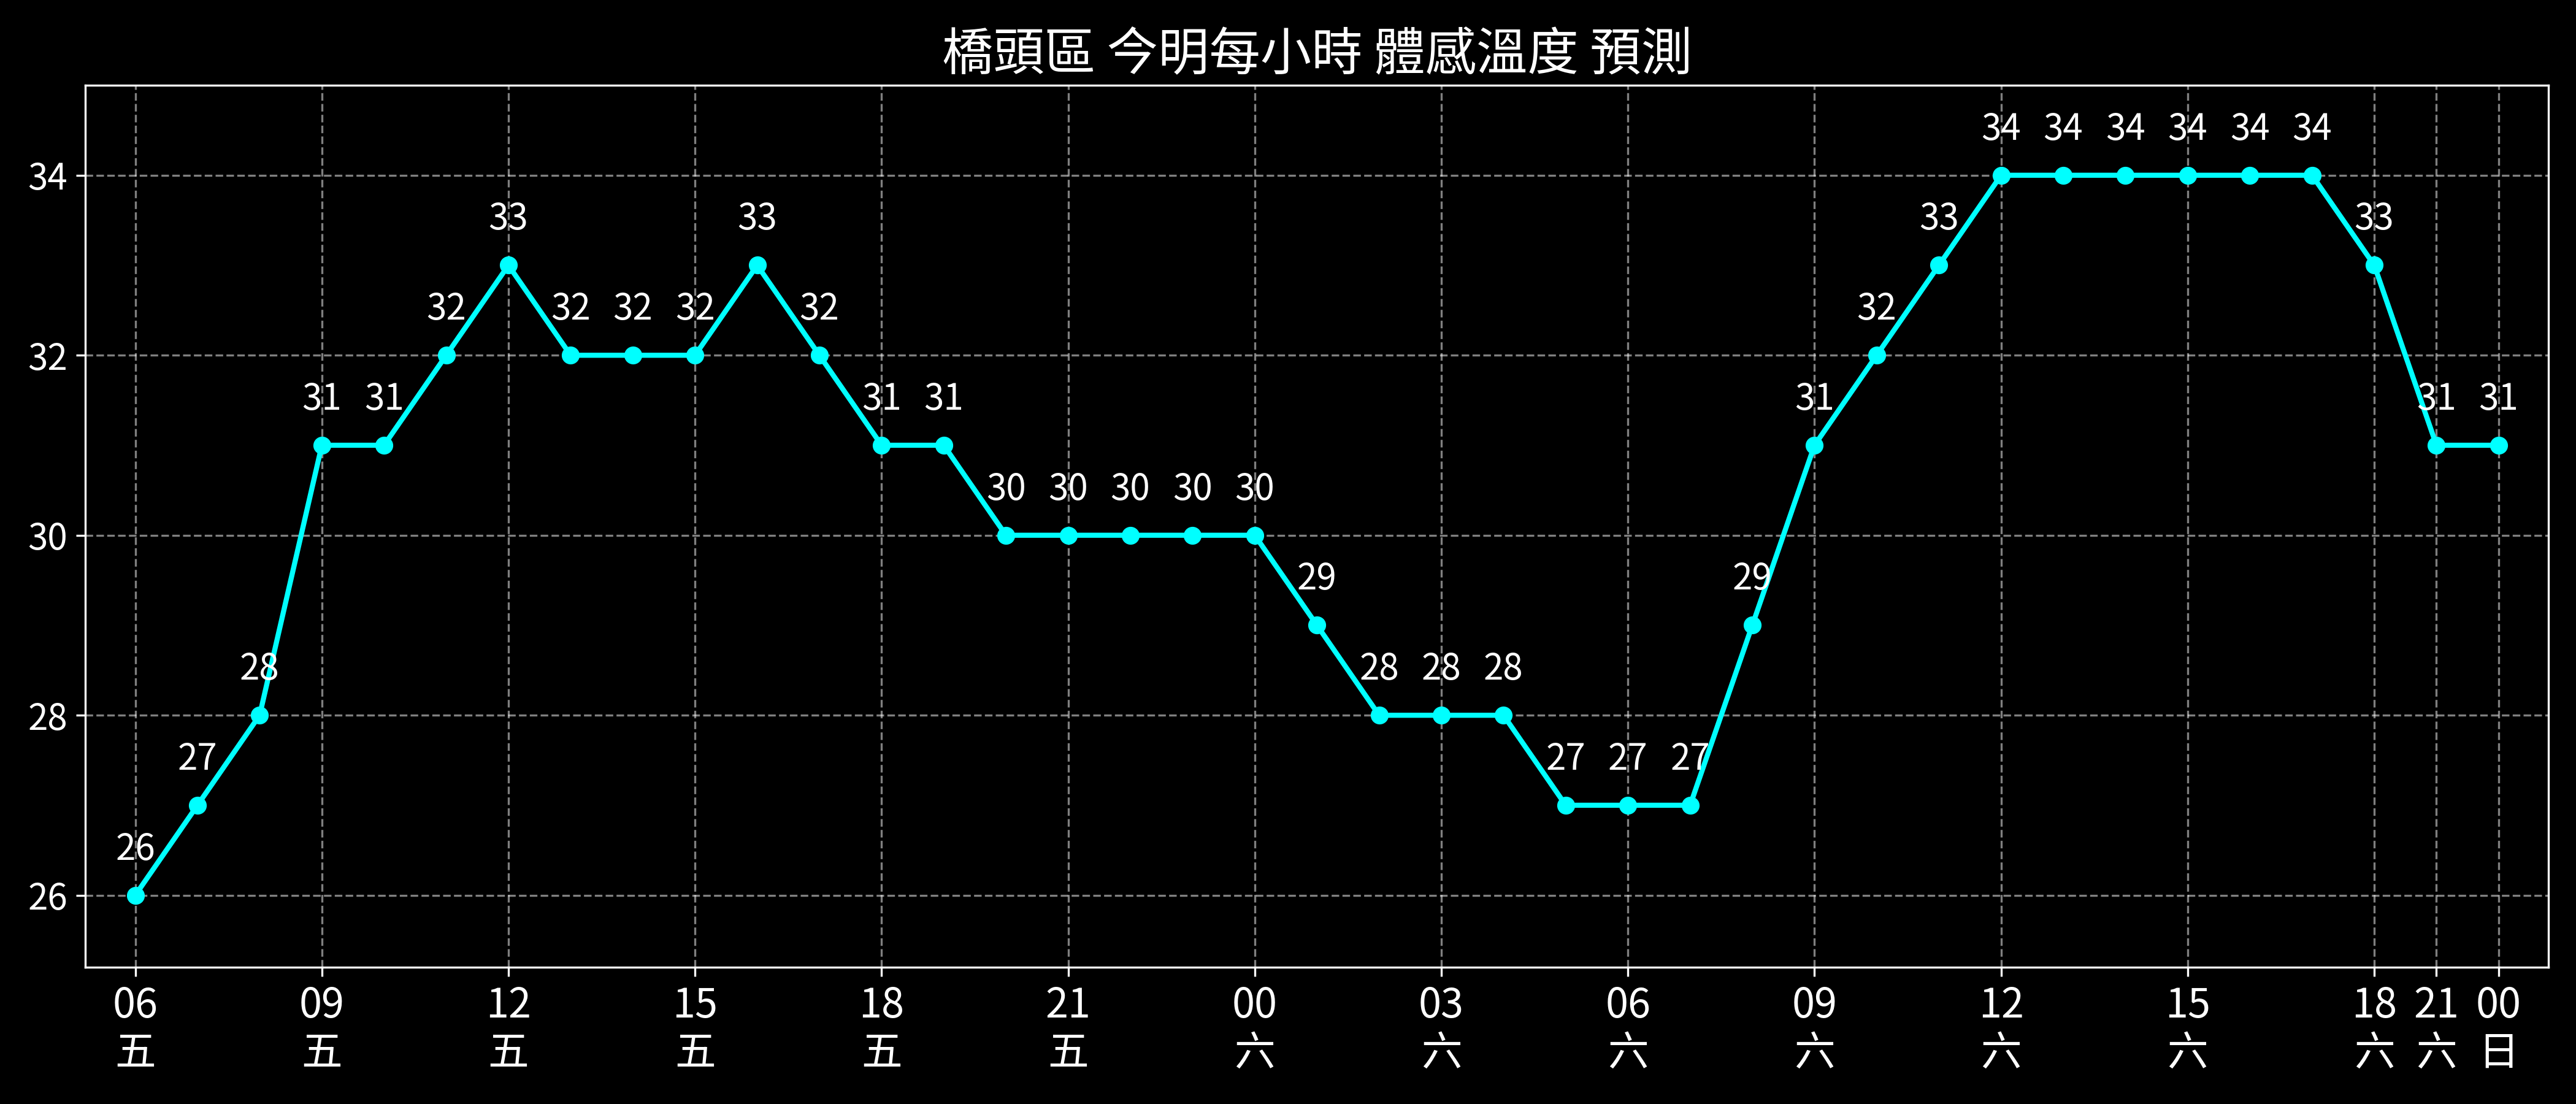 橋頭區 今明每小時 體感溫度 預測
34 34 34 34 34 34
34
33 33 33 33
32 32 32 32 32 32
32
31 31 31 31 31 31 31
30 30 30 30 30
30
29 29
28 28 28 28
28
27 27 27 27
26
26
06 09 12 15 18 21 00 03 06 09 12 15 18 21 00
五 五 五 五 五 五 六 六 六 六 六 六 六 六 日